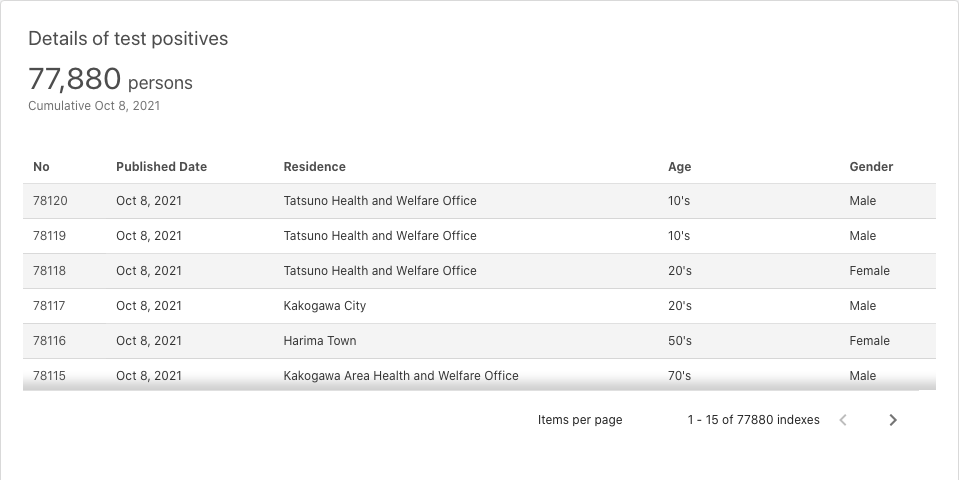 Details of test positives
77,880 persons
Cumulative Oct 8, 2021
No Published Date Residence Age Gender
78120 Oct 8, 2021 Tatsuno Health and Welfare Office 10's Male
78119 Oct 8, 2021 Tatsuno Health and Welfare Office 10's Male
78118 Oct 8, 2021 Tatsuno Health and Welfare Office 20's Female
78117 Oct 8, 2021 Kakogawa City 20's Male
78116 Oct 8, 2021 Harima Town 50's Female
78115 Oct 8, 2021 Kakogawa Area Health and Welfare Office 70's Male
Items per page 1 - 15 of 77880 indexes